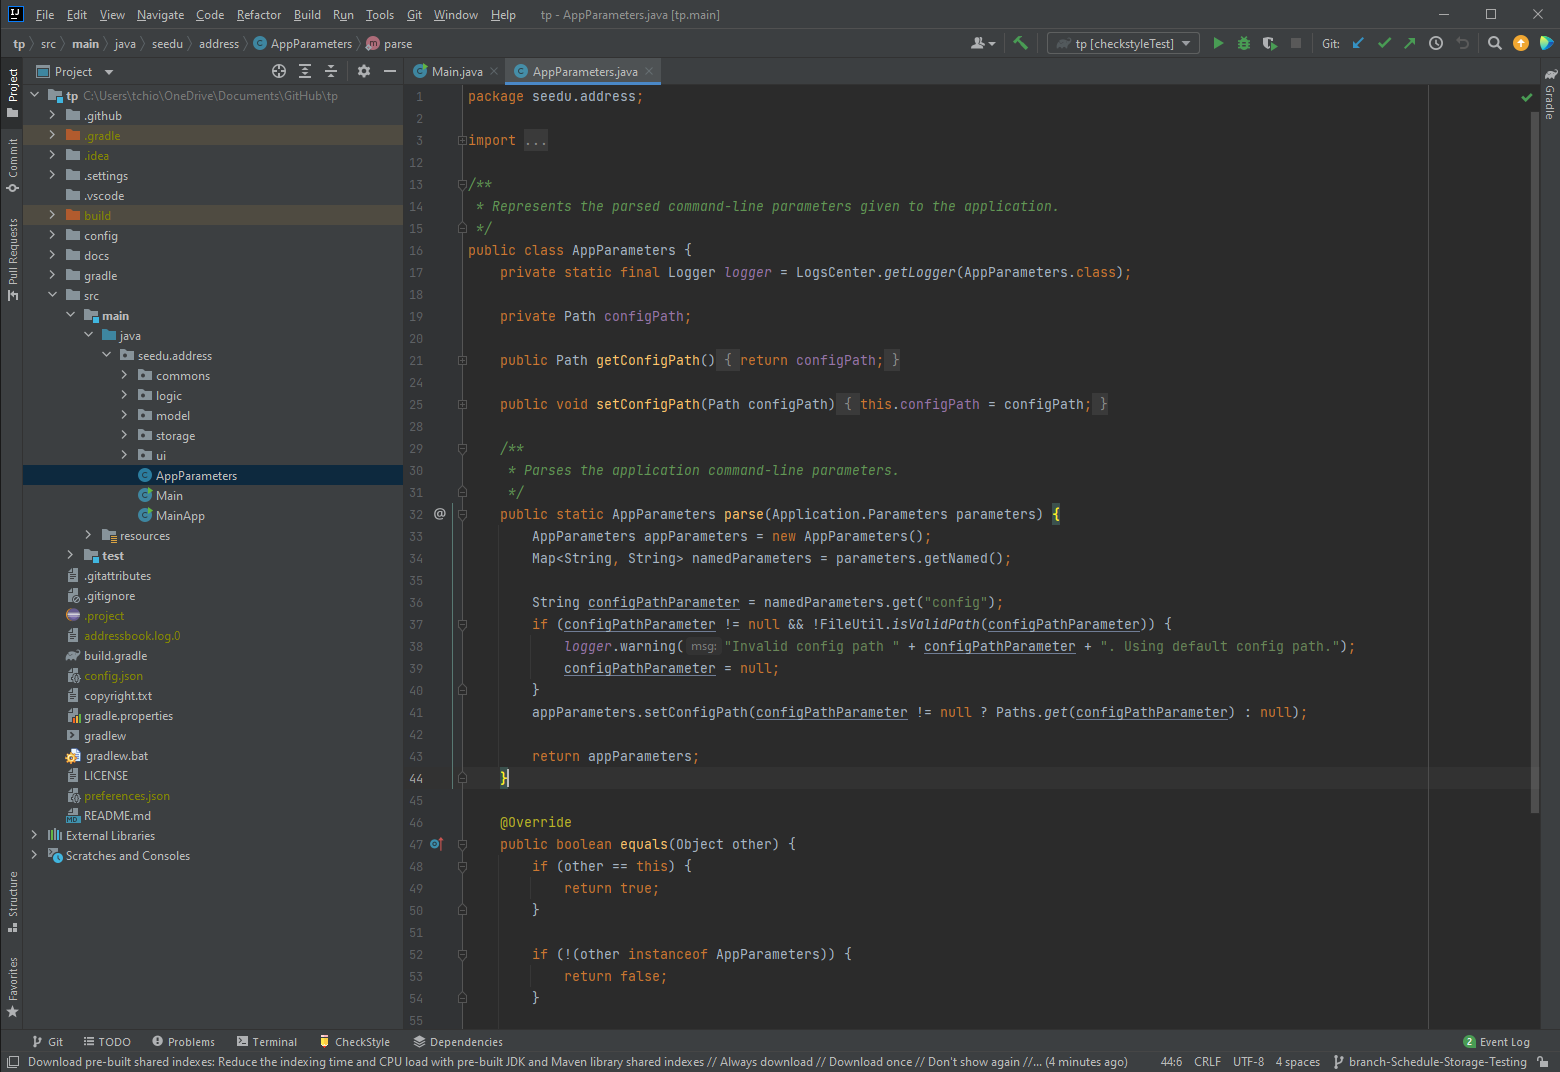 File Edit View Navigate Code Refactor Build Run Tools Git Window Help tp - AppParameters.java [tp.main]
tp src main java seedu address AppParameters parse tp [checkstyleTest] Git:
Project
Main.java AppParameters.java
Project
Commit
Pull Requests
Structure
Favorites
tp C:\Users\tchio\OneDrive\Documents\GitHub\tp
.github
.gradle
.idea
.settings
.vscode
build
config
docs
gradle
src
main
java
seedu.address
commons
logic
model
storage
ui
AppParameters
Main
MainApp
resources
test
.gitattributes
.gitignore
.project
addressbook.log.0
build.gradle
config.json
copyright.txt
gradle.properties
gradlew
gradlew.bat
LICENSE
preferences.json
README.md
External Libraries
Scratches and Consoles
1 package seedu.address;
2
3 import ...
12
13 /**
14 * Represents the parsed command-line parameters given to the application.
15 */
16 public class AppParameters {
17 private static final Logger logger = LogsCenter.getLogger(AppParameters.class);
18
19 private Path configPath;
20
21 public Path getConfigPath() { return configPath; }
24
25 public void setConfigPath(Path configPath) { this.configPath = configPath; }
28
29 /**
30 * Parses the application command-line parameters.
31 */
32 @ public static AppParameters parse(Application.Parameters parameters) {
33 AppParameters appParameters = new AppParameters();
34 Map<String, String> namedParameters = parameters.getNamed();
35
36 String configPathParameter = namedParameters.get("config");
37 if (configPathParameter != null && !FileUtil.isValidPath(configPathParameter)) {
38 logger.warning( msg: "Invalid config path " + configPathParameter + ". Using default config path.");
39 configPathParameter = null;
40 }
41 appParameters.setConfigPath(configPathParameter != null ? Paths.get(configPathParameter) : null);
42
43 return appParameters;
44 }
45
46 @Override
47 public boolean equals(Object other) {
48 if (other == this) {
49 return true;
50 }
51
52 if (!(other instanceof AppParameters)) {
53 return false;
54 }
55
Gradle
Git TODO Problems Terminal CheckStyle Dependencies 2 Event Log
Download pre-built shared indexes: Reduce the indexing time and CPU load with pre-built JDK and Maven library shared indexes // Always download // Download once // Don't show again //... (4 minutes ago) 44:6 CRLF UTF-8 4 spaces branch-Schedule-Storage-Testing